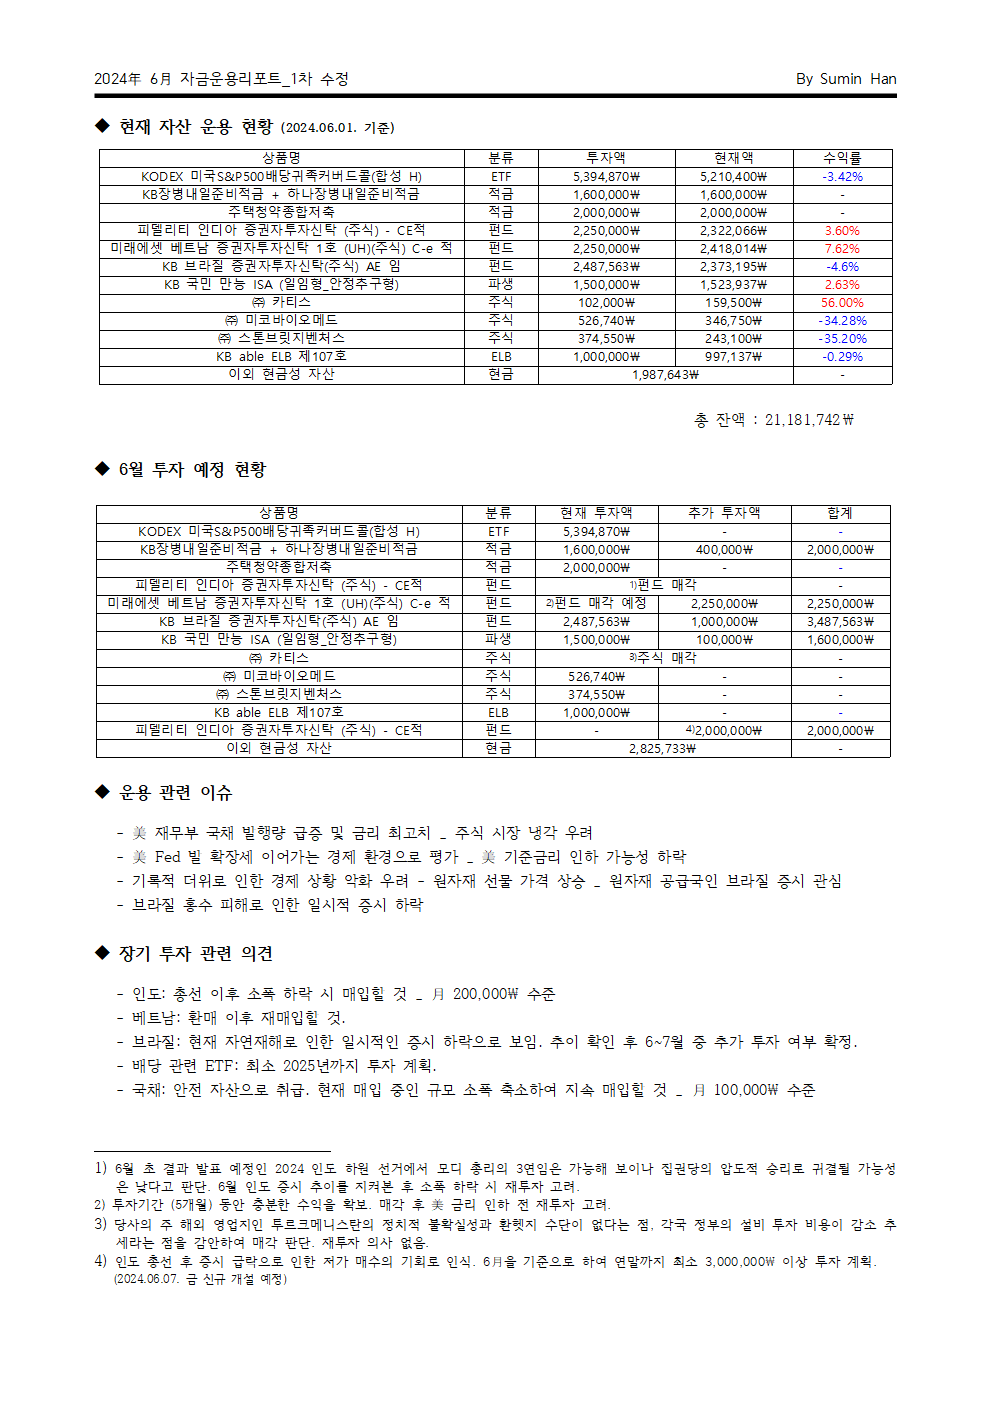 2024年 6月 자금운용리포트_1차 수정 By Sumin Han
◆ 현재 자산 운용 현황 (2024.06.01. 기준)
상품명 분류 투자액 현재액 수익률
KODEX 미국S&P500배당귀족커버드콜(합성 H) ETF 5,394,870₩ 5,210,400₩ -3.42%
KB장병내일준비적금 + 하나장병내일준비적금 적금 1,600,000₩ 1,600,000₩ -
주택청약종합저축 적금 2,000,000₩ 2,000,000₩ -
피델리티 인디아 증권자투자신탁 (주식) - CE적 펀드 2,250,000₩ 2,322,066₩ 3.60%
미래에셋 베트남 증권자투자신탁 1호 (UH)(주식) C-e 적 펀드 2,250,000₩ 2,418,014₩ 7.62%
KB 브라질 증권자투자신탁(주식) AE 임 펀드 2,487,563₩ 2,373,195₩ -4.6%
KB 국민 만능 ISA (일임형_안정추구형) 파생 1,500,000₩ 1,523,937₩ 2.63%
㈜ 카티스 주식 102,000₩ 159,500₩ 56.00%
㈜ 미코바이오메드 주식 526,740₩ 346,750₩ -34.28%
㈜ 스톤브릿지벤처스 주식 374,550₩ 243,100₩ -35.20%
KB able ELB 제107호 ELB 1,000,000₩ 997,137₩ -0.29%
이외 현금성 자산 현금 1,987,643₩ -
총 잔액 : 21,181,742₩
◆ 6월 투자 예정 현황
상품명 분류 현재 투자액 추가 투자액 합계
KODEX 미국S&P500배당귀족커버드콜(합성 H) ETF 5,394,870₩ - -
KB장병내일준비적금 + 하나장병내일준비적금 적금 1,600,000₩ 400,000₩ 2,000,000₩
주택청약종합저축 적금 2,000,000₩ - -
피델리티 인디아 증권자투자신탁 (주식) - CE적 펀드 1)펀드 매각 -
미래에셋 베트남 증권자투자신탁 1호 (UH)(주식) C-e 적 펀드 2)펀드 매각 예정 2,250,000₩ 2,250,000₩
KB 브라질 증권자투자신탁(주식) AE 임 펀드 2,487,563₩ 1,000,000₩ 3,487,563₩
KB 국민 만능 ISA (일임형_안정추구형) 파생 1,500,000₩ 100,000₩ 1,600,000₩
㈜ 카티스 주식 3)주식 매각 -
㈜ 미코바이오메드 주식 526,740₩ - -
㈜ 스톤브릿지벤처스 주식 374,550₩ - -
KB able ELB 제107호 ELB 1,000,000₩ - -
피델리티 인디아 증권자투자신탁 (주식) - CE적 펀드 - 4)2,000,000₩ 2,000,000₩
이외 현금성 자산 현금 2,825,733₩ -
◆ 운용 관련 이슈
- 美 재무부 국채 발행량 급증 및 금리 최고치 _ 주식 시장 냉각 우려
- 美 Fed 발 확장세 이어가는 경제 환경으로 평가 _ 美 기준금리 인하 가능성 하락
- 기록적 더위로 인한 경제 상황 악화 우려 - 원자재 선물 가격 상승 _ 원자재 공급국인 브라질 증시 관심
- 브라질 홍수 피해로 인한 일시적 증시 하락
◆ 장기 투자 관련 의견
- 인도: 총선 이후 소폭 하락 시 매입힐 것 _ 月 200,000₩ 수준
- 베트남: 환매 이후 재매입힐 것.
- 브라질: 현재 자연재해로 인한 일시적인 증시 하락으로 보임. 추이 확인 후 6~7월 중 추가 투자 여부 확정.
- 배당 관련 ETF: 최소 2025년까지 투자 계획.
- 국채: 안전 자산으로 취급. 현재 매입 중인 규모 소폭 축소하여 지속 매입힐 것 _ 月 100,000₩ 수준
1) 6월 초 결과 발표 예정인 2024 인도 하원 선거에서 모디 총리의 3연임은 가능해 보이나 집권당의 압도적 승리로 귀결될 가능성
은 낮다고 판단. 6월 인도 증시 추이를 지켜본 후 소폭 하락 시 재투자 고려.
2) 투자기간 (5개월) 동안 충분한 수익을 확보. 매각 후 美 금리 인하 전 재투자 고려.
3) 당사의 주 해외 영업지인 투르크메니스탄의 정치적 불확실성과 환헷지 수단이 없다는 점, 각국 정부의 설비 투자 비용이 감소 추
세라는 점을 감안하여 매각 판단. 재투자 의사 없음.
4) 인도 총선 후 증시 급락으로 인한 저가 매수의 기회로 인식. 6月을 기준으로 하여 연말까지 최소 3,000,000₩ 이상 투자 계획.
(2024.06.07. 금 신규 개설 예정)